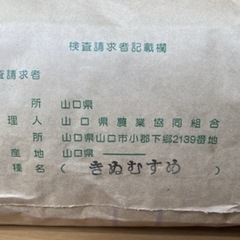 検査請求者記載欄
査請求者
所 山口県
理人 山口県農業協同組合
所 山口県山口市小郡下郷2139番地
産地 山口県
種名 ( きぬむすめ )